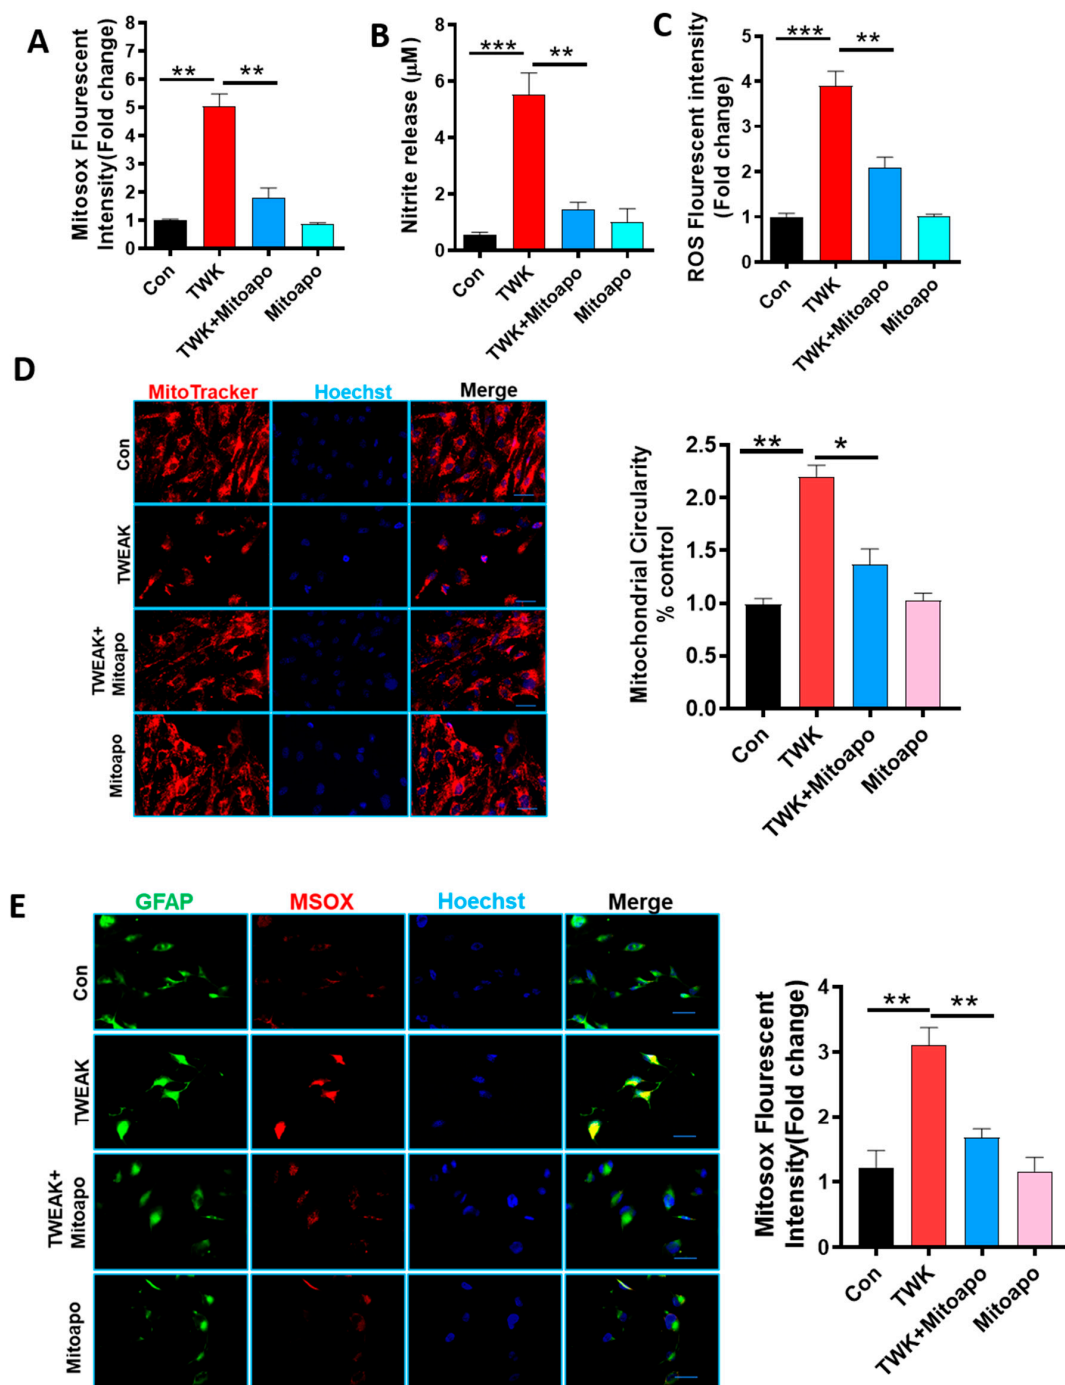 A
Mitosox Flourescent
Intensity(Fold change)
8
7
6
5
4
3
2
1
0
**
**
Con
TWK
TWK+Mitoapo
Mitoapo
B
Nitrite release (μM)
8
6
4
2
0
***
**
Con
TWK
TWK+Mitoapo
Mitoapo
C
ROS Flourescent intensity
(Fold change)
5
4
3
2
1
0
***
**
Con
TWK
TWK+Mitoapo
Mitoapo
D
MitoTracker
Hoechst
Merge
Con
TWEAK
TWEAK+
Mitoapo
Mitoapo
Mitochondrial Circularity
% control
2.5
2.0
1.5
1.0
0.5
0.0
**
*
Con
TWK
TWK+Mitoapo
Mitoapo
E
GFAP
MSOX
Hoechst
Merge
Con
TWEAK
TWEAK+
Mitoapo
Mitoapo
Mitosox Flourescent
Intensity(Fold change)
4
3
2
1
0
**
**
Con
TWK
TWK+Mitoapo
Mitoapo